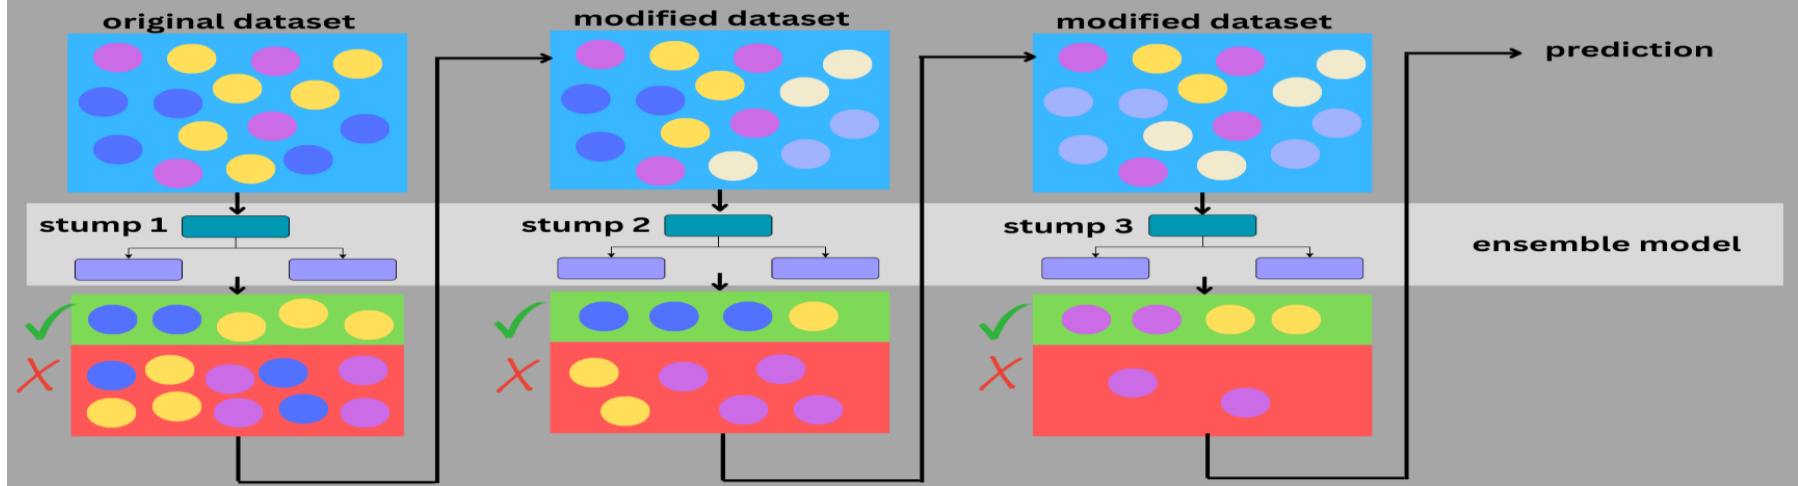 original dataset
modified dataset
modified dataset
prediction
stump 1
stump 2
stump 3
ensemble model